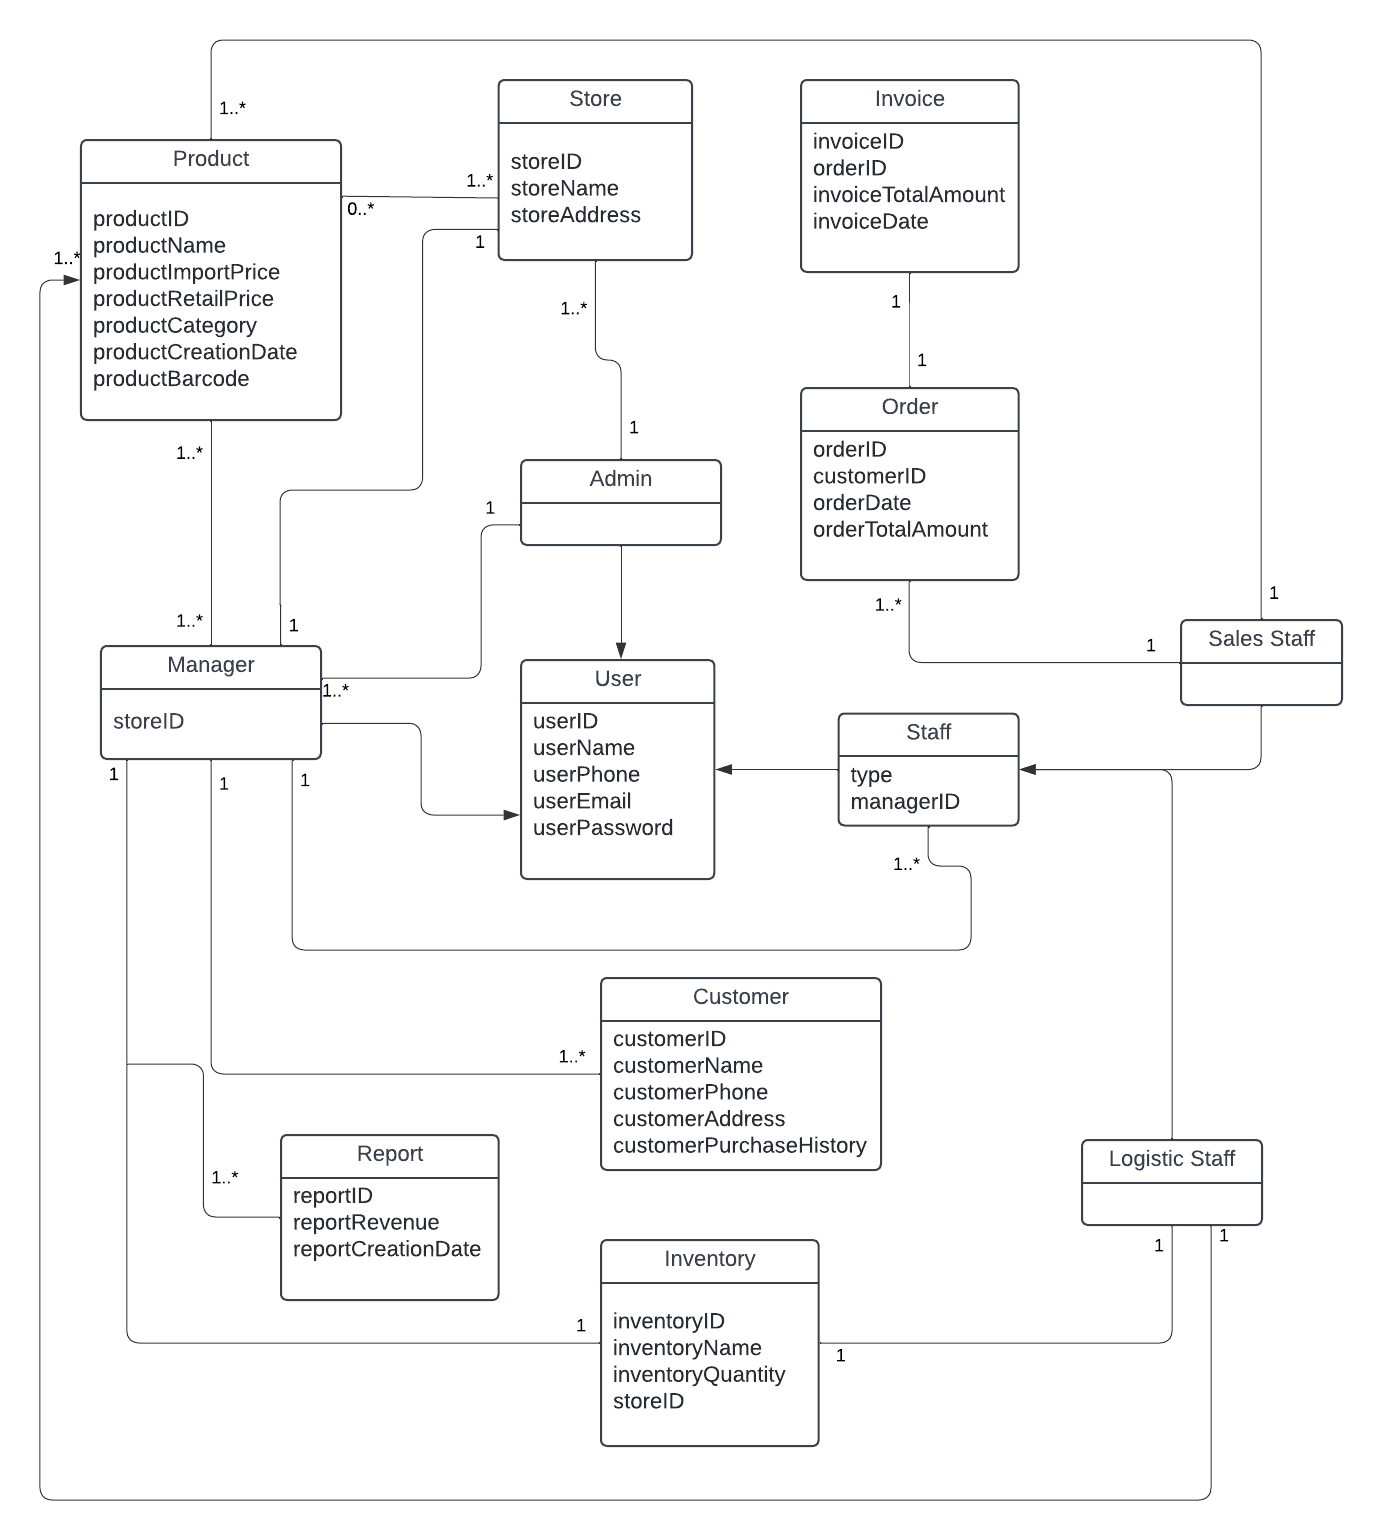 1..*
Product
productID
productName
productImportPrice
productRetailPrice
productCategory
productCreationDate
productBarcode
1..*
0..*
1..*
Store
storeID
storeName
storeAddress
1
1..*
Invoice
invoiceID
orderID
invoiceTotalAmount
invoiceDate
1
1
Order
orderID
customerID
orderDate
orderTotalAmount
1..*
1
1
Sales Staff
1
Admin
1
1..*
1..*
1
Manager
storeID
1..*
1
1
1
User
userID
userName
userPhone
userEmail
userPassword
Staff
type
managerID
1..*
Customer
customerID
customerName
customerPhone
customerAddress
customerPurchaseHistory
1..*
Report
reportID
reportRevenue
reportCreationDate
1..*
Logistic Staff
1
1
Inventory
inventoryID
inventoryName
inventoryQuantity
storeID
1
1